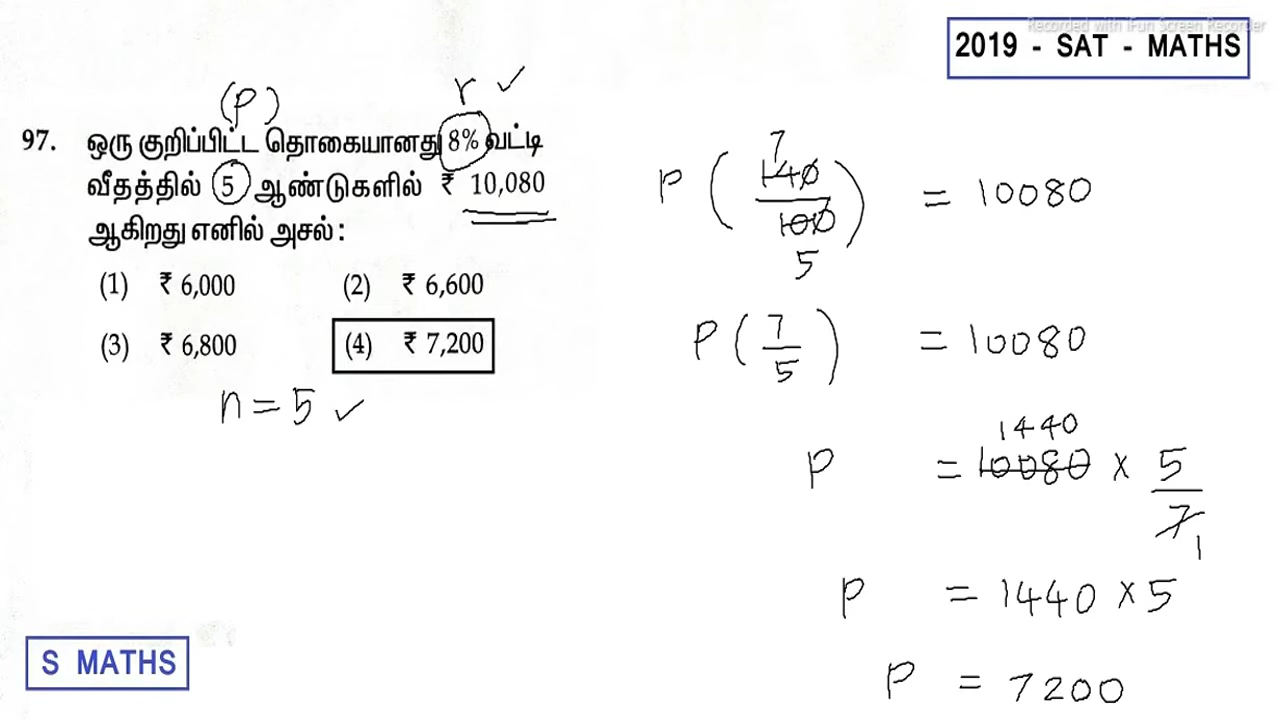 Recorded with iFun Screen Recorder
2019 - SAT - MATHS
(P)
r ✓
97. ஒரு குறிப்பிட்ட தொகையானது 8% வட்டி
வீதத்தில் 5 ஆண்டுகளில் ₹ 10,080
ஆகிறது எனில் அசல் :
(1) ₹ 6,000 (2) ₹ 6,600
(3) ₹ 6,800 (4) ₹ 7,200
n = 5 ✓
7
P ( 140 / 100 ) = 10080
5
P ( 7 / 5 ) = 10080
1440
P = 10080 × 5 / 7
1
P = 1440 × 5
P = 7200
S MATHS